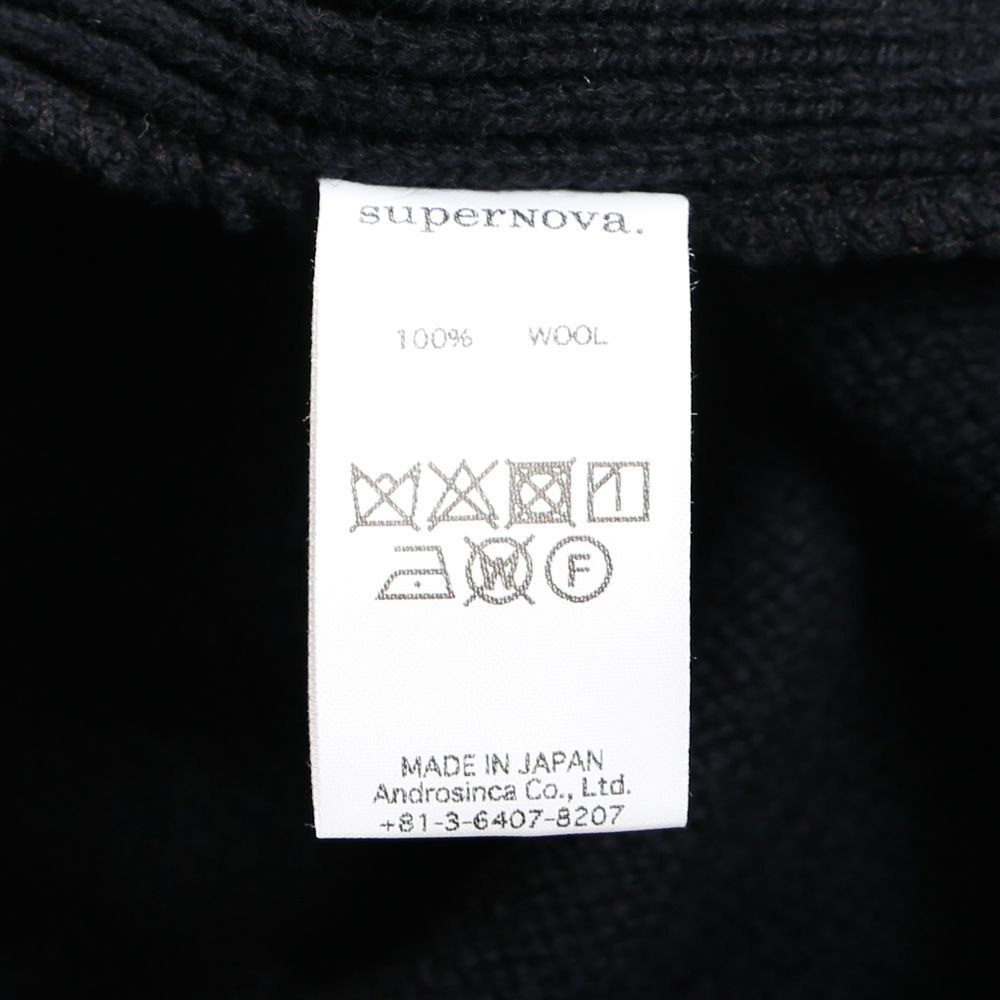 superNova.
100% WOOL
W F
MADE IN JAPAN
Androsinca Co., Ltd.
+81-3-6407-8207